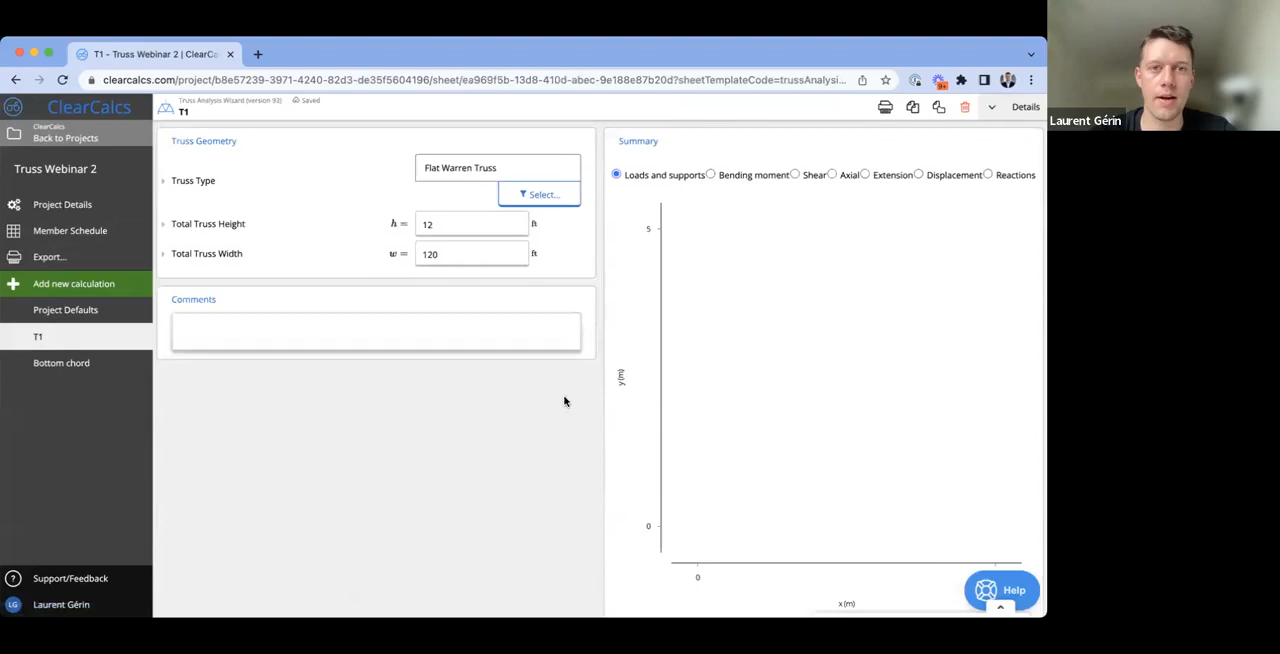 T1 - Truss Webinar 2 | ClearCa
clearcalcs.com/project/b8e57239-3971-4240-82d3-de35f5604196/sheet/ea969f5b-13d8-410d-abec-9e188e87b20d?sheetTemplateCode=trussAnalysi...
9+
ClearCalcs
Truss Analysis Wizard (version 93)
Saved
T1
Details
ClearCalcs
Back to Projects
Truss Webinar 2
Project Details
Member Schedule
Export...
Add new calculation
Project Defaults
T1
Bottom chord
? Support/Feedback
LG Laurent Gérin
Truss Geometry
Truss Type
Flat Warren Truss
Select...
Total Truss Height h = 12 ft
Total Truss Width w = 120 ft
Comments
Summary
Loads and supports Bending moment Shear Axial Extension Displacement Reactions
5
y (m)
0
0
x (m)
Help
Laurent Gérin